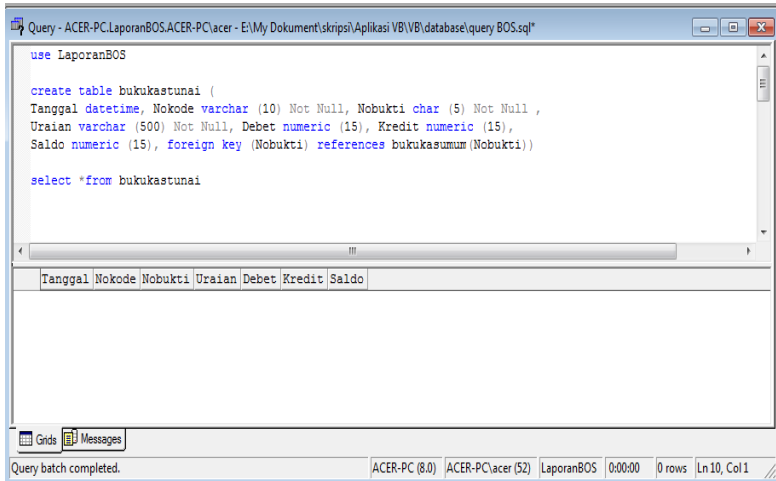 Query - ACER-PC.LaporanBOS.ACER-PC\acer - E:\My Dokument\skripsi\Aplikasi VB\VB\database\query BOS.sql*
use LaporanBOS
create table bukukastunai (
Tanggal datetime, Nokode varchar (10) Not Null, Nobukti char (5) Not Null ,
Uraian varchar (500) Not Null, Debet numeric (15), Kredit numeric (15),
Saldo numeric (15), foreign key (Nobukti) references bukukasumum(Nobukti))
select *from bukukastunai
Tanggal Nokode Nobukti Uraian Debet Kredit Saldo
Grids Messages
Query batch completed. ACER-PC (8.0) ACER-PC\acer (52) LaporanBOS 0:00:00 0 rows Ln 10, Col 1